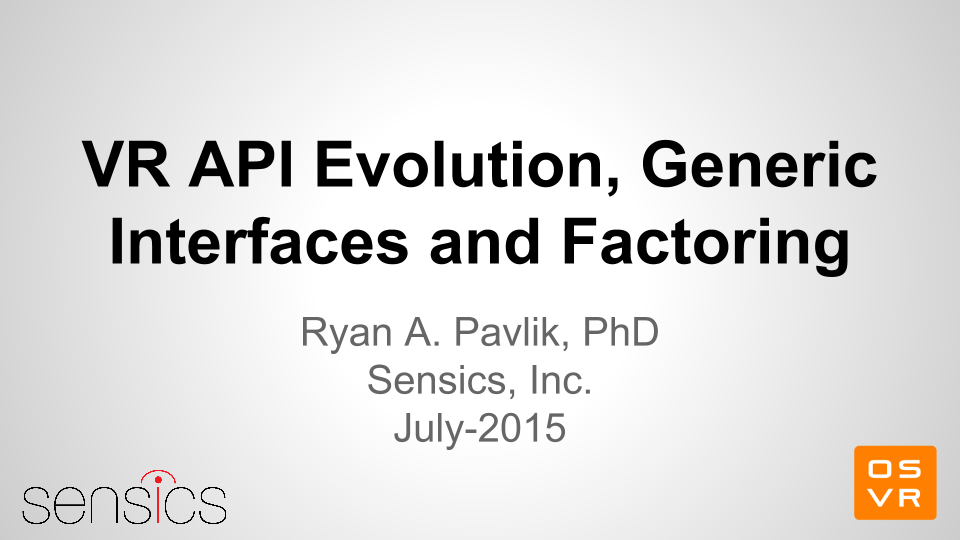 VR API Evolution, Generic
Interfaces and Factoring
Ryan A. Pavlik, PhD
Sensics, Inc.
July-2015
sensics
OS
VR